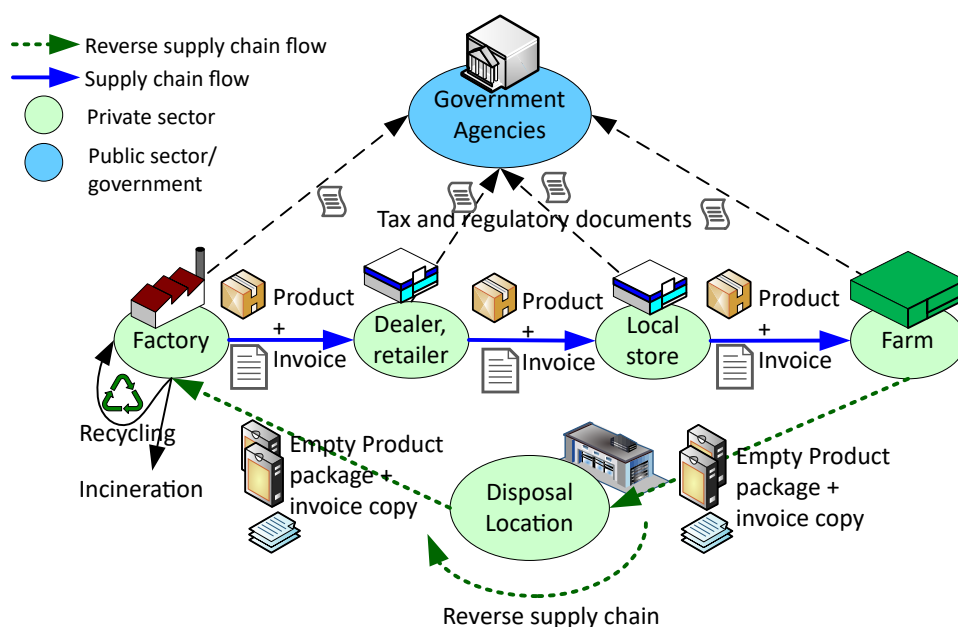 Reverse supply chain flow
Supply chain flow
Private sector
Public sector/
government
Government
Agencies
Tax and regulatory documents
Product
+
Invoice
Product
+
Invoice
Product
+
Invoice
Factory
Dealer,
retailer
Local
store
Farm
Recycling
Incineration
Empty Product
package +
invoice copy
Disposal
Location
Empty Product
package +
invoice copy
Reverse supply chain